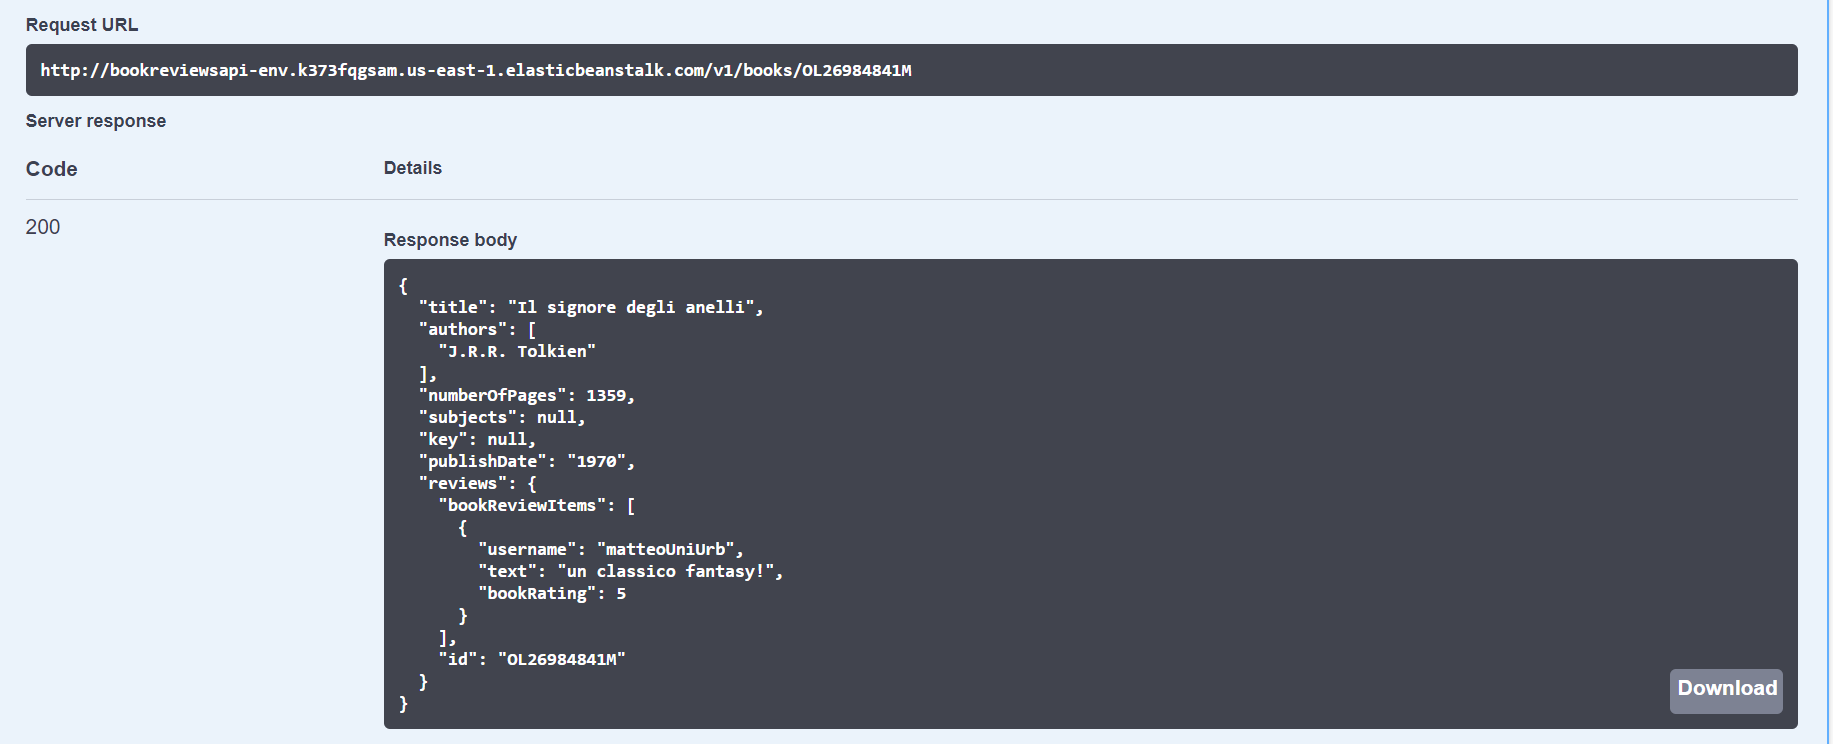 Request URL
http://bookreviewsapi-env.k373fqgsam.us-east-1.elasticbeanstalk.com/v1/books/OL26984841M
Server response
Code Details
200
Response body
{
  "title": "Il signore degli anelli",
  "authors": [
    "J.R.R. Tolkien"
  ],
  "numberOfPages": 1359,
  "subjects": null,
  "key": null,
  "publishDate": "1970",
  "reviews": {
    "bookReviewItems": [
      {
        "username": "matteoUniUrb",
        "text": "un classico fantasy!",
        "bookRating": 5
      }
    ],
    "id": "OL26984841M"
  }
}
Download